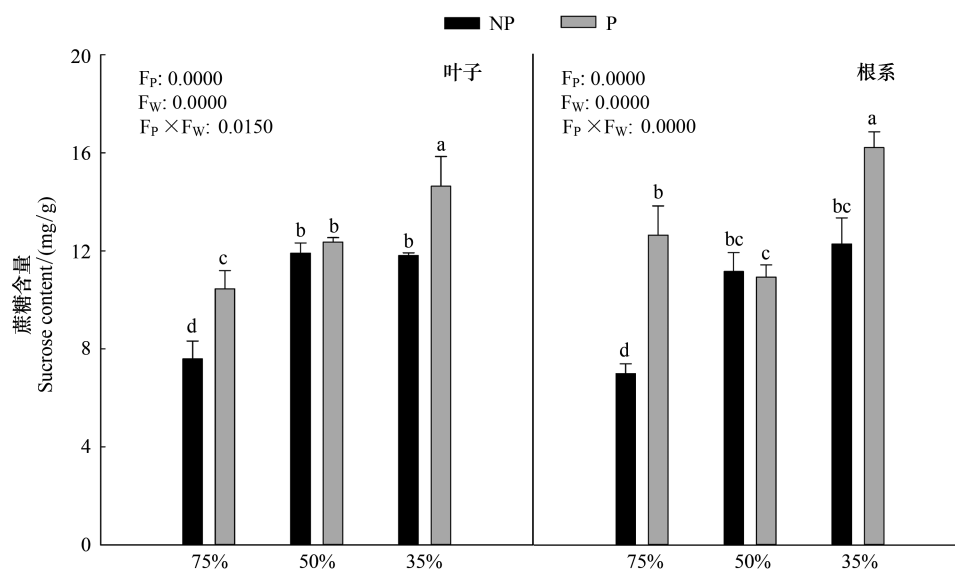 NP P
20
16
12
8
4
0
蔗糖含量
Sucrose content/(mg/g)
叶子
FP: 0.0000
FW: 0.0000
FP×FW: 0.0150
d
c
b
b
b
a
75%
50%
35%
根系
FP: 0.0000
FW: 0.0000
FP×FW: 0.0000
d
b
bc
c
bc
a
75%
50%
35%